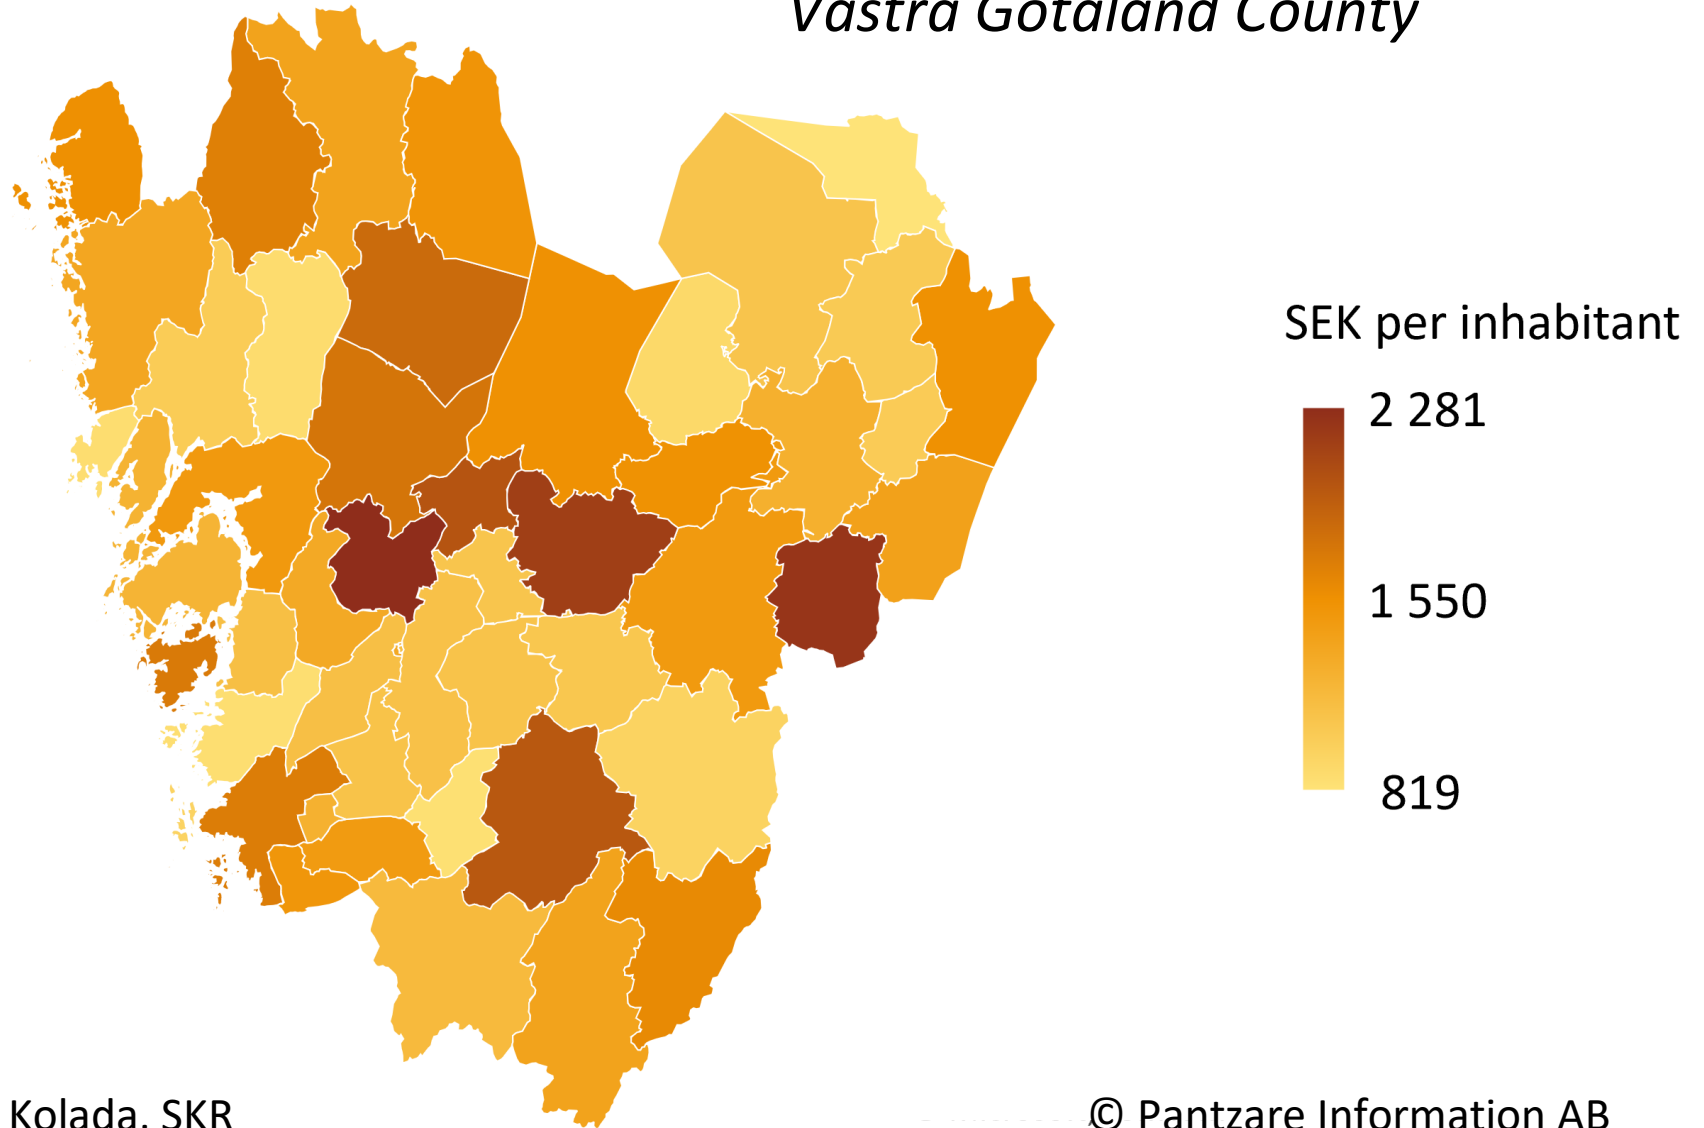 Västra Götaland County
SEK per inhabitant
2 281
1 550
819
Kolada, SKR
© Pantzare Information AB